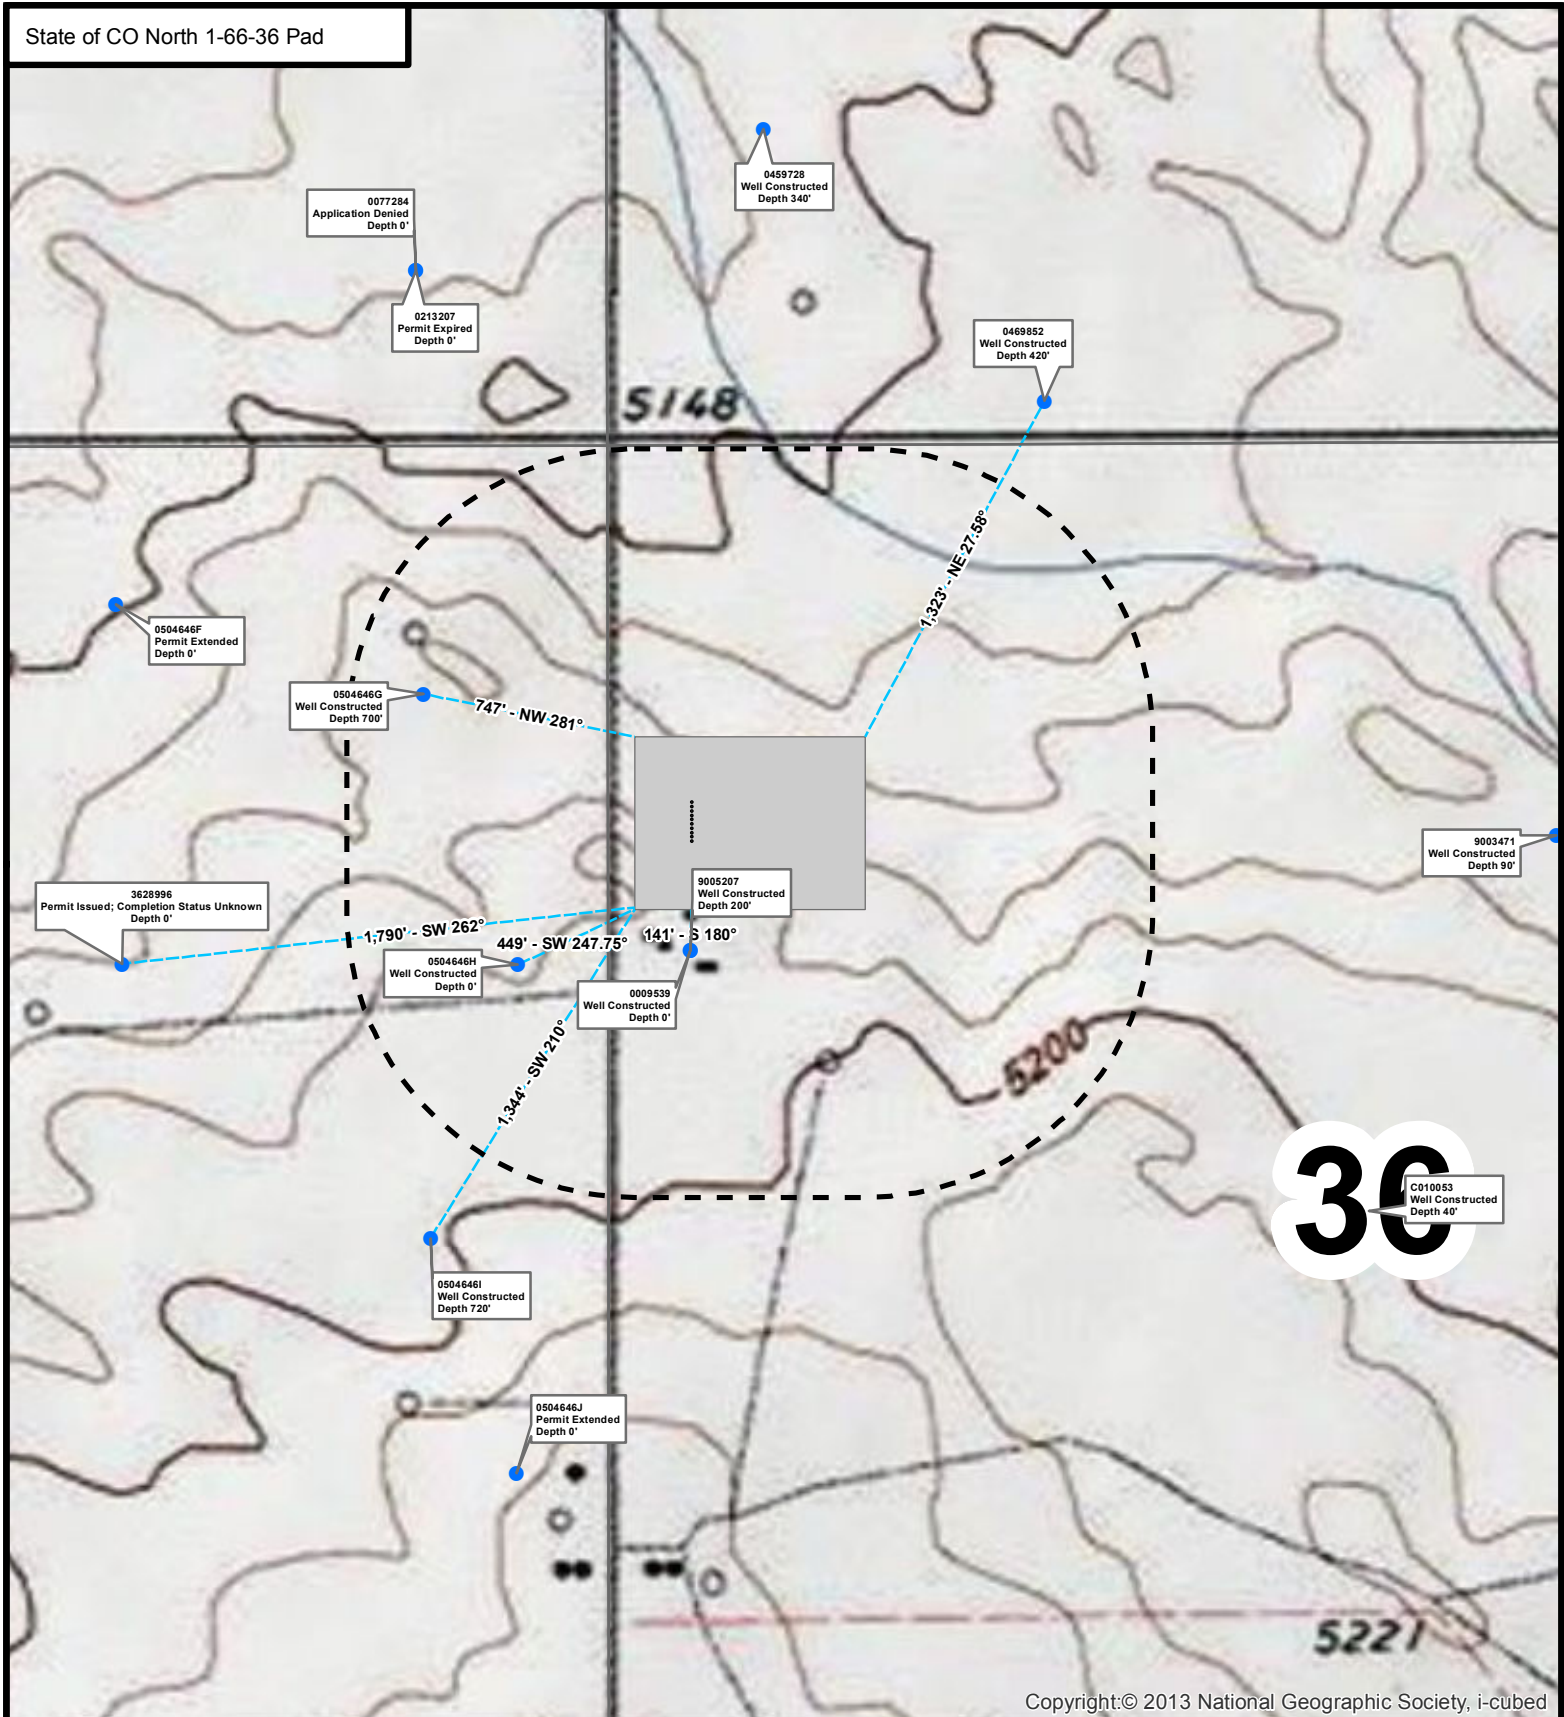 State of CO North 1-66-36 Pad
0459728
Well Constructed
Depth 340'
0077284
Application Denied
Depth 0'
0213207
Permit Expired
Depth 0'
0469852
Well Constructed
Depth 420'
5148
1,323' - NE 27.58°
0504646F
Permit Extended
Depth 0'
0504646G
Well Constructed
Depth 700'
747' - NW 281°
9003471
Well Constructed
Depth 90'
9005207
Well Constructed
Depth 200'
3628996
Permit Issued; Completion Status Unknown
Depth 0'
1,790' - SW 262°
449' - SW 247.75°
141' - S 180°
0504646H
Well Constructed
Depth 0'
0009539
Well Constructed
Depth 0'
1,344' - SW 210°
5200
36
C010053
Well Constructed
Depth 40'
0504646I
Well Constructed
Depth 720'
0504646J
Permit Extended
Depth 0'
5221
Copyright:© 2013 National Geographic Society, i-cubed